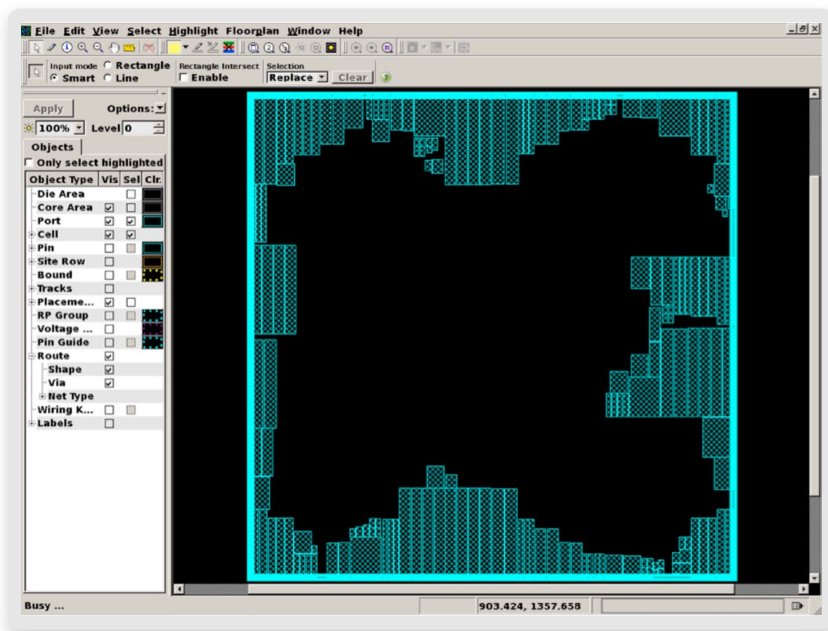 File Edit View Select Highlight Floorplan Window Help
Input mode Rectangle Rectangle Intersect Selection
Smart Line Enable Replace Clear
Apply Options:
100% Level 0
Objects
Only select highlighted
Object Type Vis Sel Clr.
Die Area
Core Area
Port
Cell
Pin
Site Row
Bound
Tracks
Placeme...
RP Group
Voltage ...
Pin Guide
Route
Shape
Via
Net Type
Wiring K...
Labels
Busy ... 903.424, 1357.658